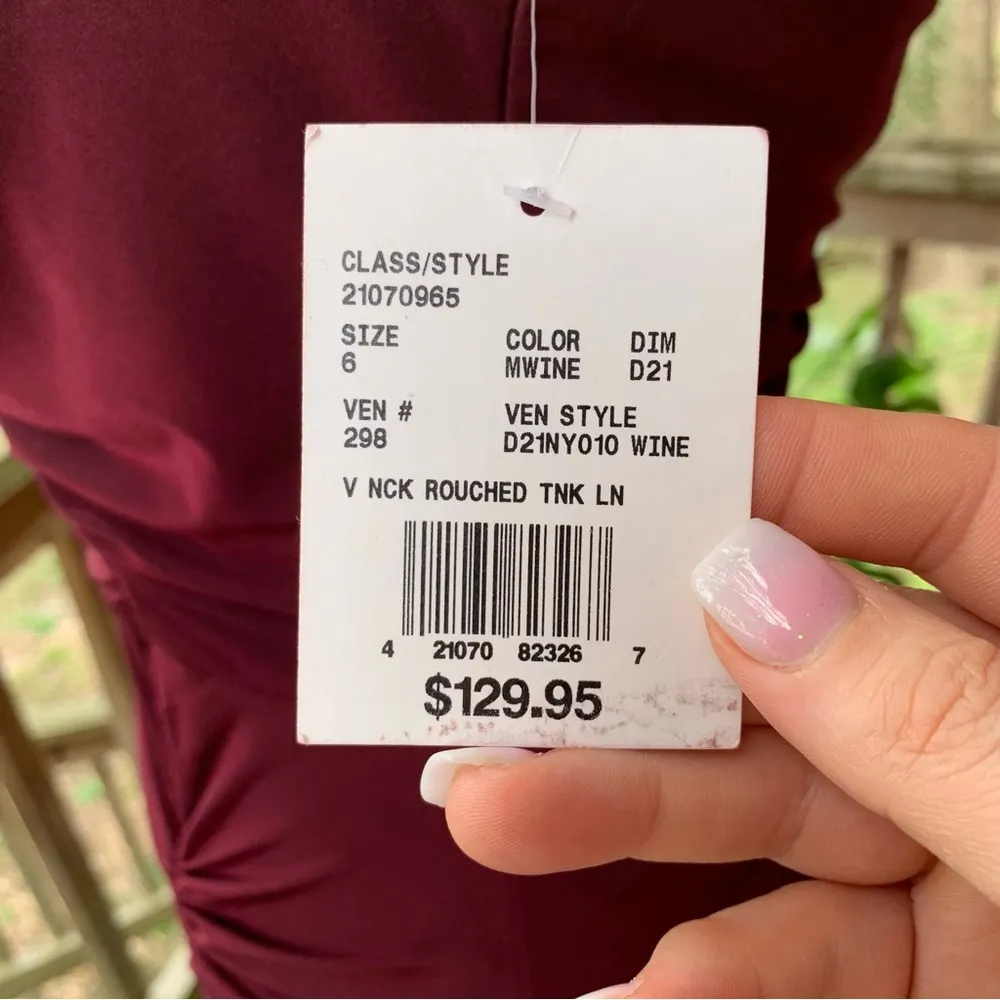 CLASS/STYLE
21070965
SIZE COLOR DIM
6 MWINE D21
VEN # VEN STYLE
298 D21NY010 WINE
V NCK ROUCHED TNK LN
4 21070 82326 7
$129.95